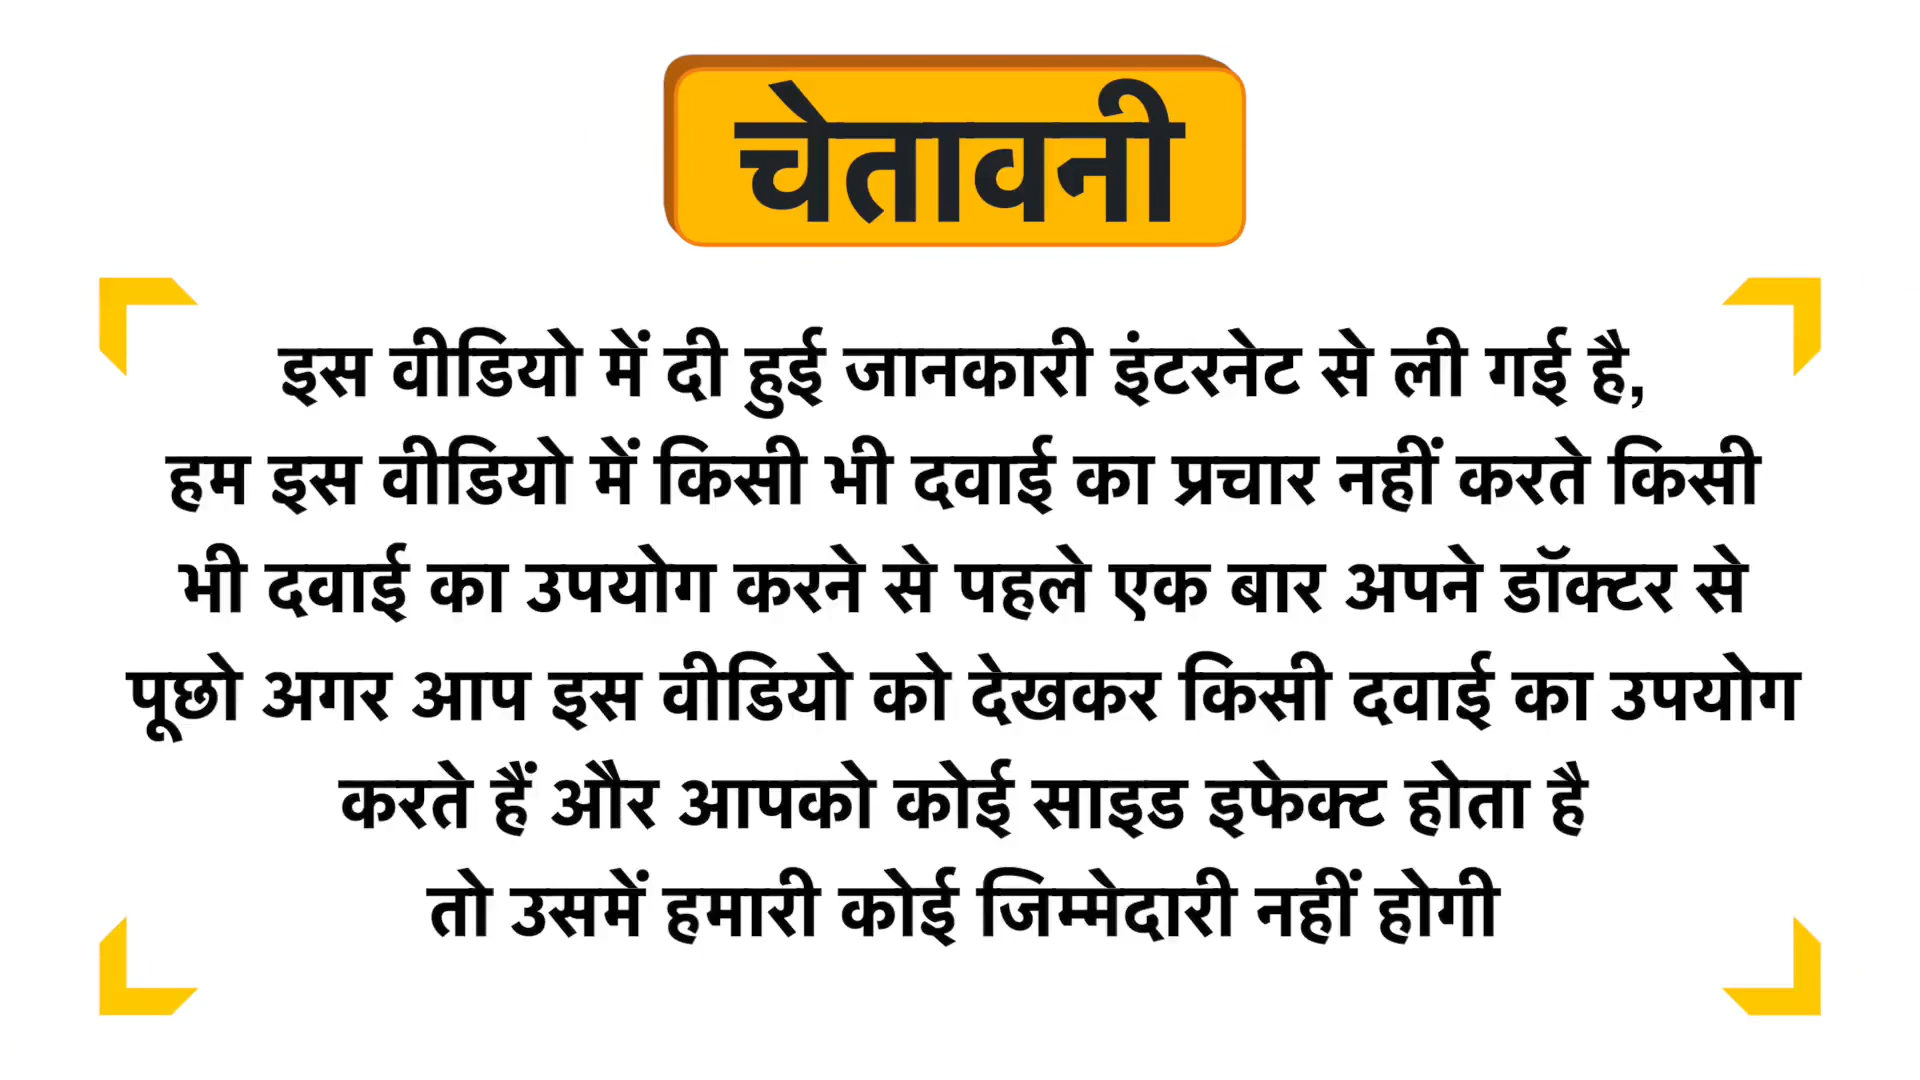 चेतावनी
इस वीडियो में दी हुई जानकारी इंटरनेट से ली गई है,
हम इस वीडियो में किसी भी दवाई का प्रचार नहीं करते किसी
भी दवाई का उपयोग करने से पहले एक बार अपने डॉक्टर से
पूछो अगर आप इस वीडियो को देखकर किसी दवाई का उपयोग
करते हैं और आपको कोई साइड इफेक्ट होता है
तो उसमें हमारी कोई जिम्मेदारी नहीं होगी